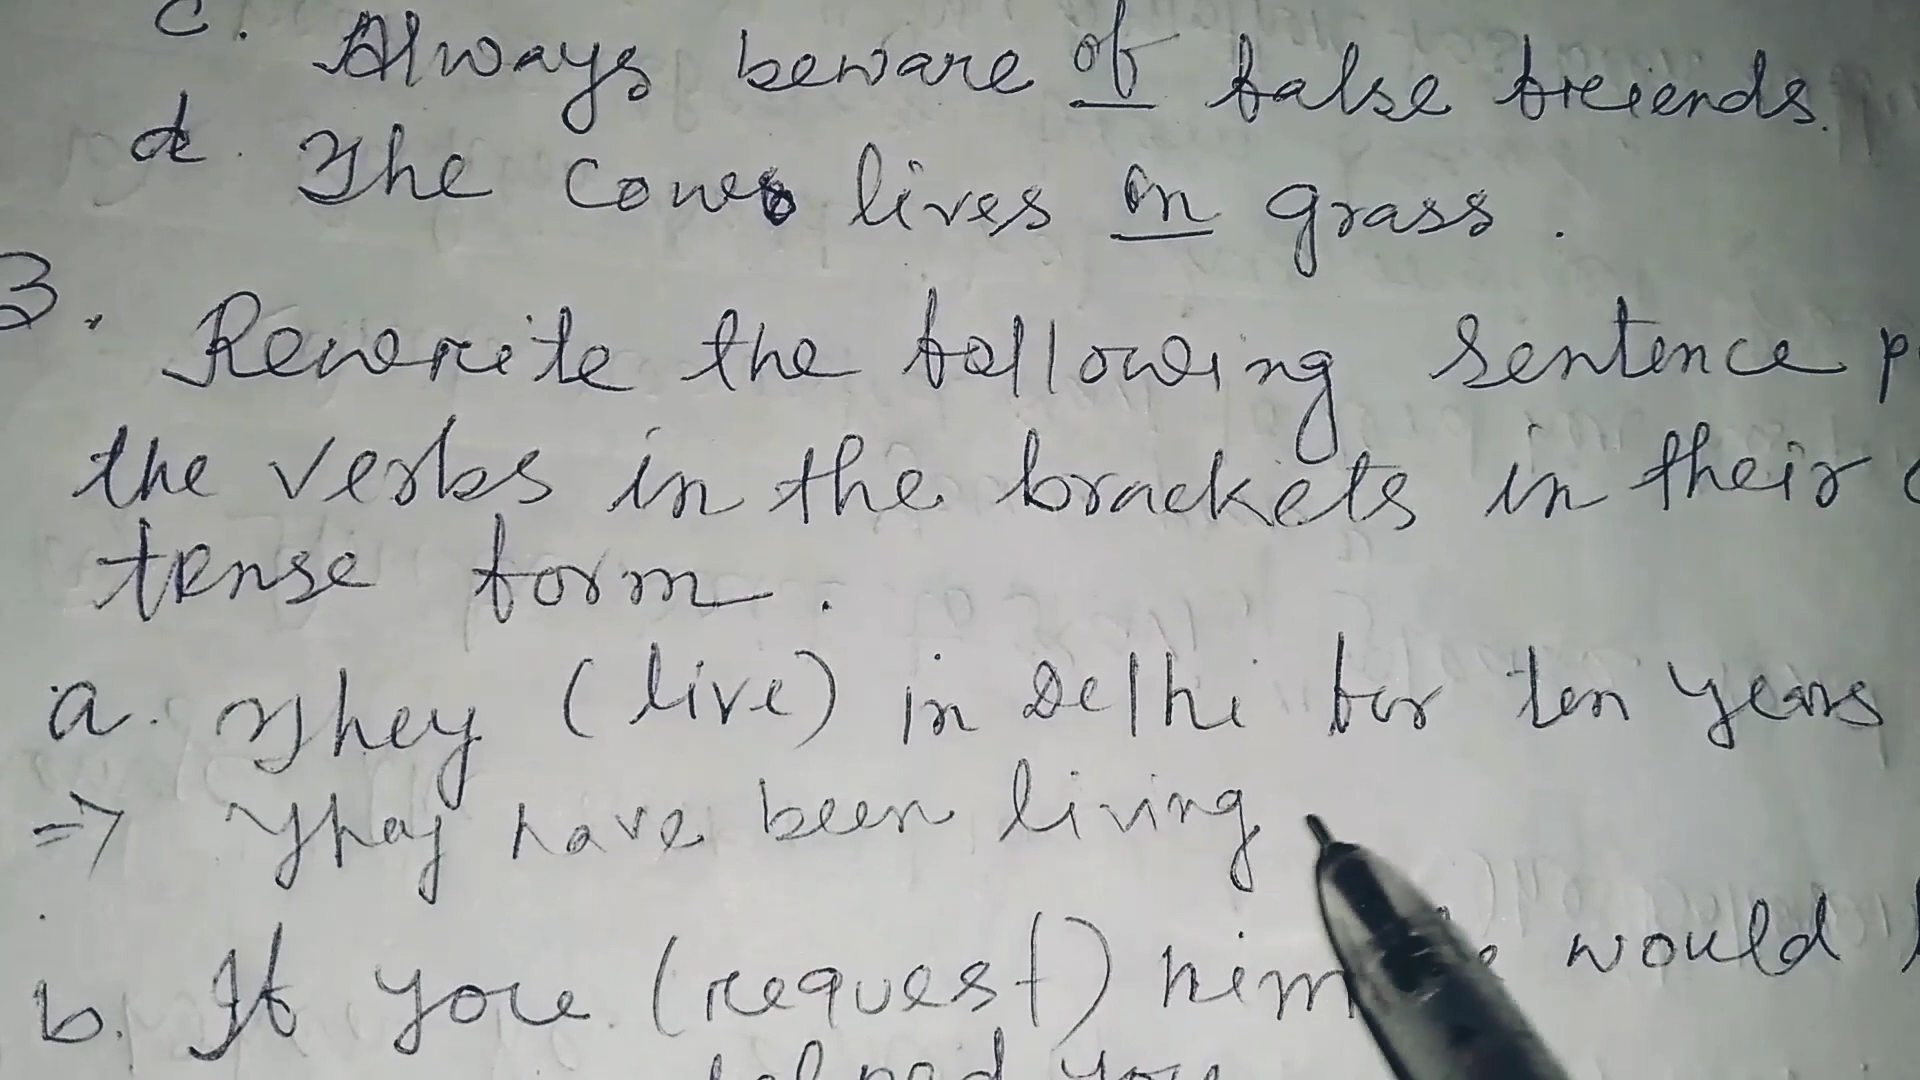 c. Always beware of false freiends.
d. The cows lives on grass.
3. Rewrite the following sentence
the verbs in the brackets in their
tense form.
a. They (live) in Delhi for ten years
=> They have been living
b. If you (request) him would
helped you